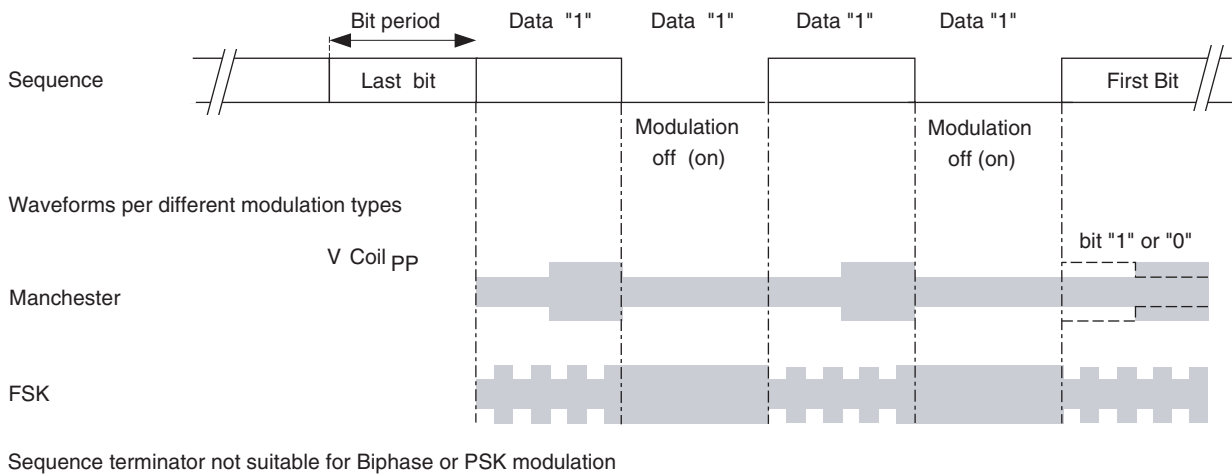 Bit period Data "1" Data "1" Data "1" Data "1"
Sequence Last bit First Bit
Modulation Modulation
off (on) off (on)
Waveforms per different modulation types
V Coil PP bit "1" or "0"
Manchester
FSK
Sequence terminator not suitable for Biphase or PSK modulation